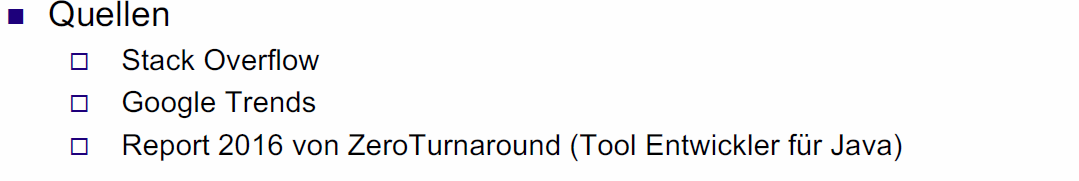 Quellen
Stack Overflow
Google Trends
Report 2016 von ZeroTurnaround (Tool Entwickler für Java)